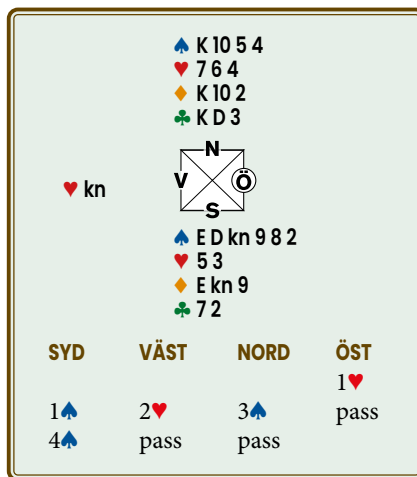 ♠ K 10 5 4
♥ 7 6 4
♦ K 10 2
♣ K D 3
♥ kn
N
V Ö
S
♠ E D kn 9 8 2
♥ 5 3
♦ E kn 9
♣ 7 2
SYD VÄST NORD ÖST
1♥
1♠ 2♥ 3♠ pass
4♠ pass pass